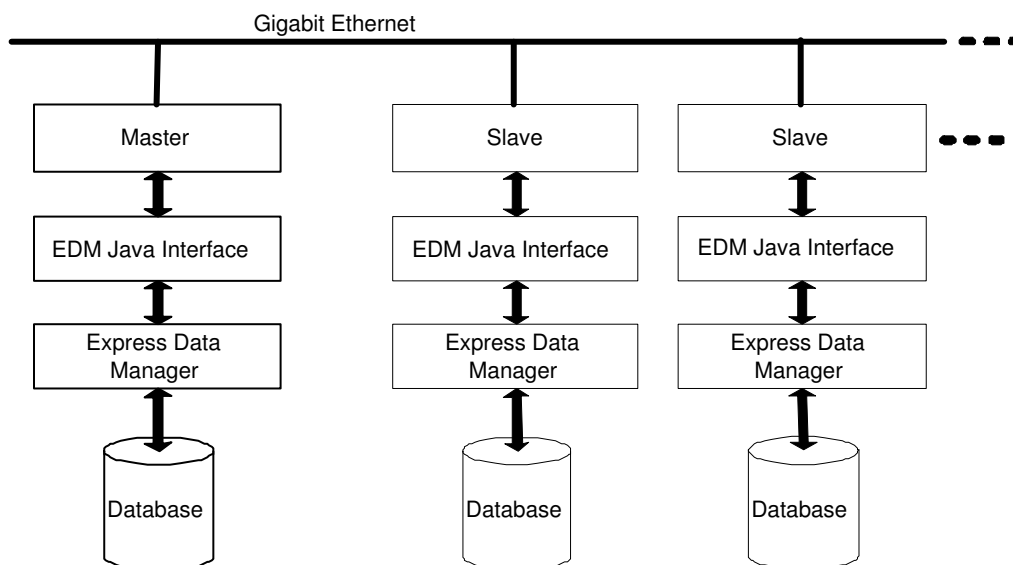 Gigabit Ethernet
Master
Slave
Slave
EDM Java Interface
EDM Java Interface
EDM Java Interface
Express Data
Manager
Express Data
Manager
Express Data
Manager
Database
Database
Database